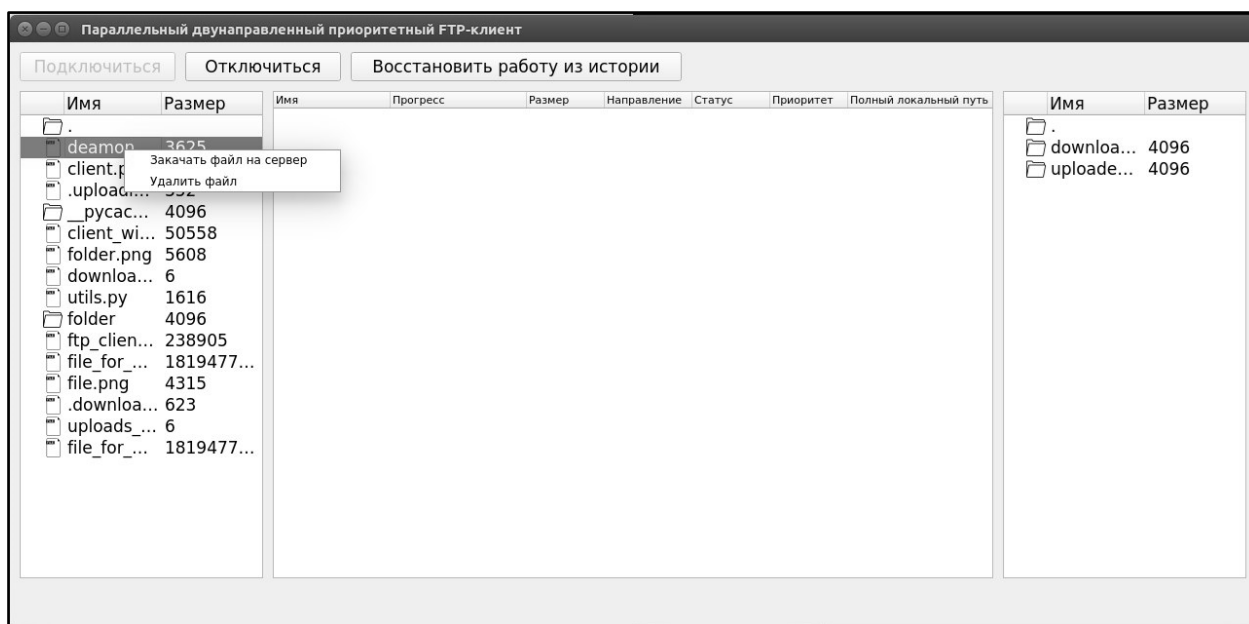 Параллельный двунаправленный приоритетный FTP-клиент
Подключиться Отключиться Восстановить работу из истории
Имя Размер
.
deamon 3625
client.p
.uploadi...
__pycac... 4096
client_wi... 50558
folder.png 5608
downloa... 6
utils.py 1616
folder 4096
ftp_clien... 238905
file_for_... 1819477...
file.png 4315
.downloa... 623
uploads_... 6
file_for_... 1819477...
Закачать файл на сервер
Удалить файл
Имя Прогресс Размер Направление Статус Приоритет Полный локальный путь
Имя Размер
.
downloa... 4096
uploade... 4096